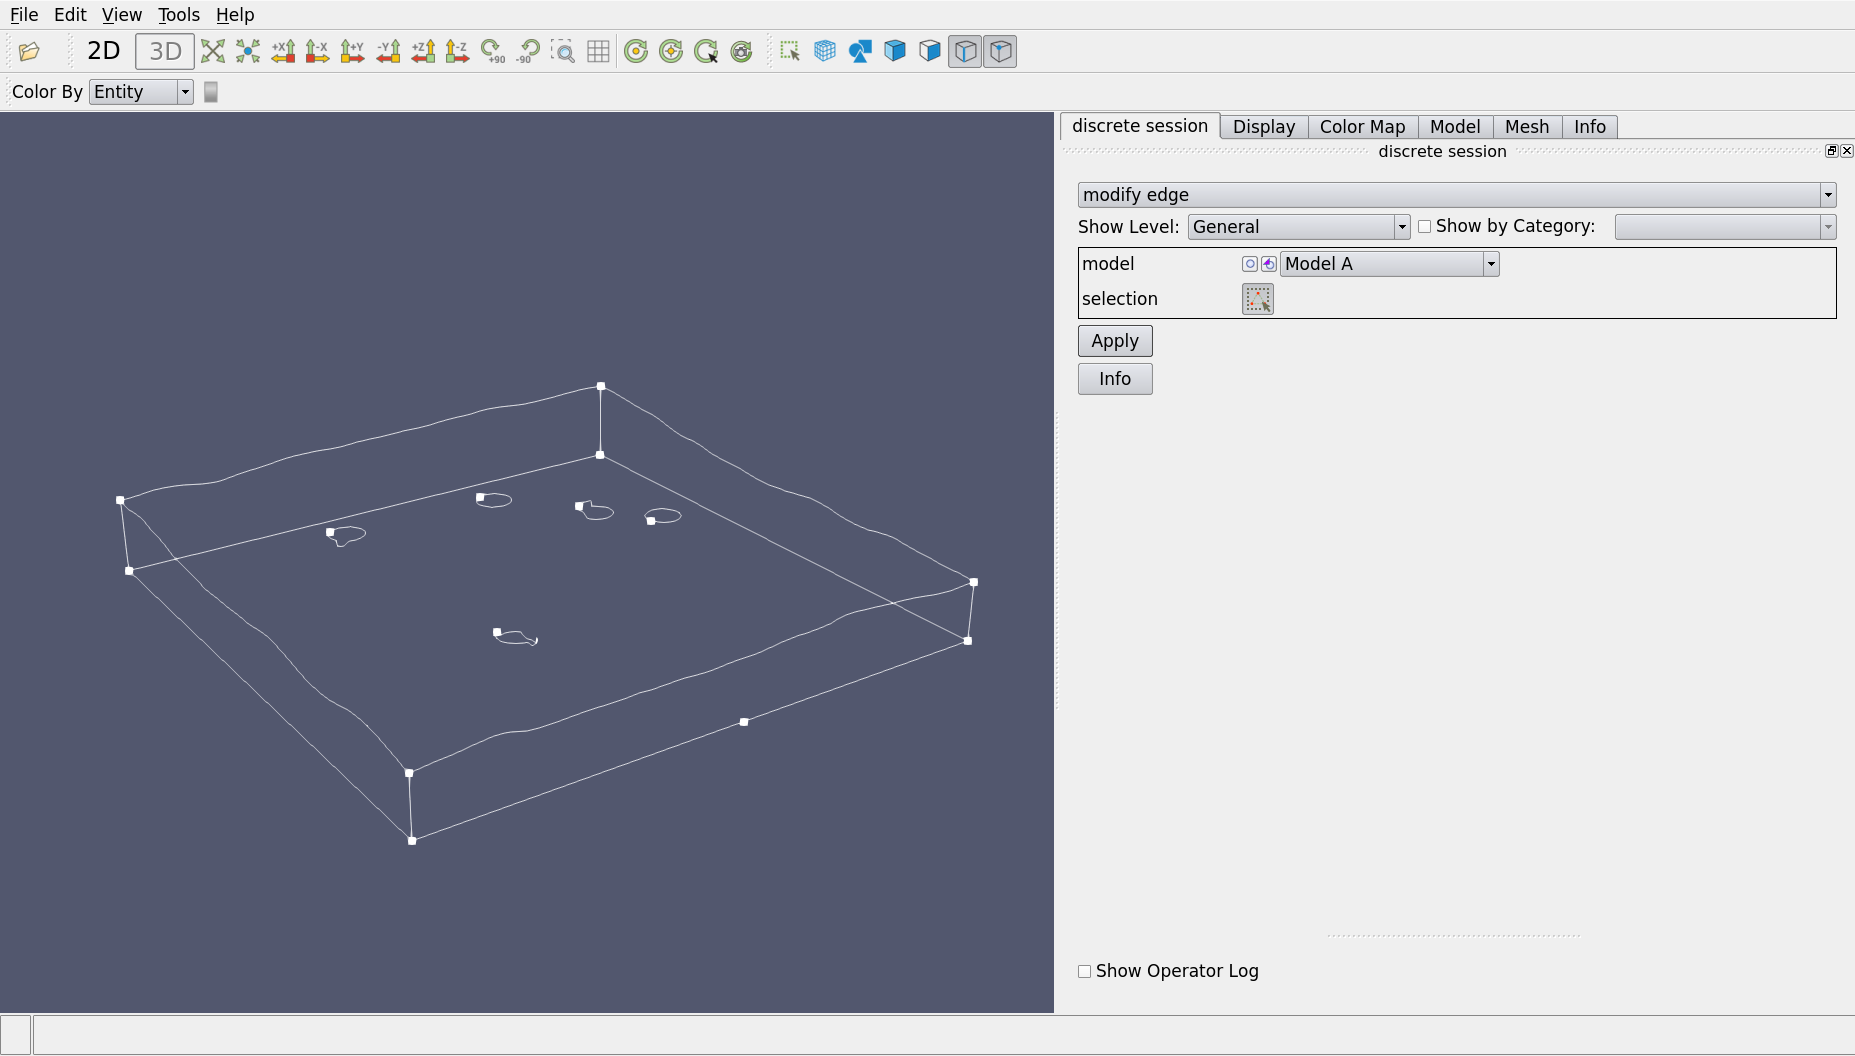 File Edit View Tools Help
2D 3D +X -X +Y -Y +Z -Z +90 -90
Color By Entity
discrete session Display Color Map Model Mesh Info
discrete session
modify edge
Show Level: General Show by Category:
model Model A
selection
Apply
Info
Show Operator Log